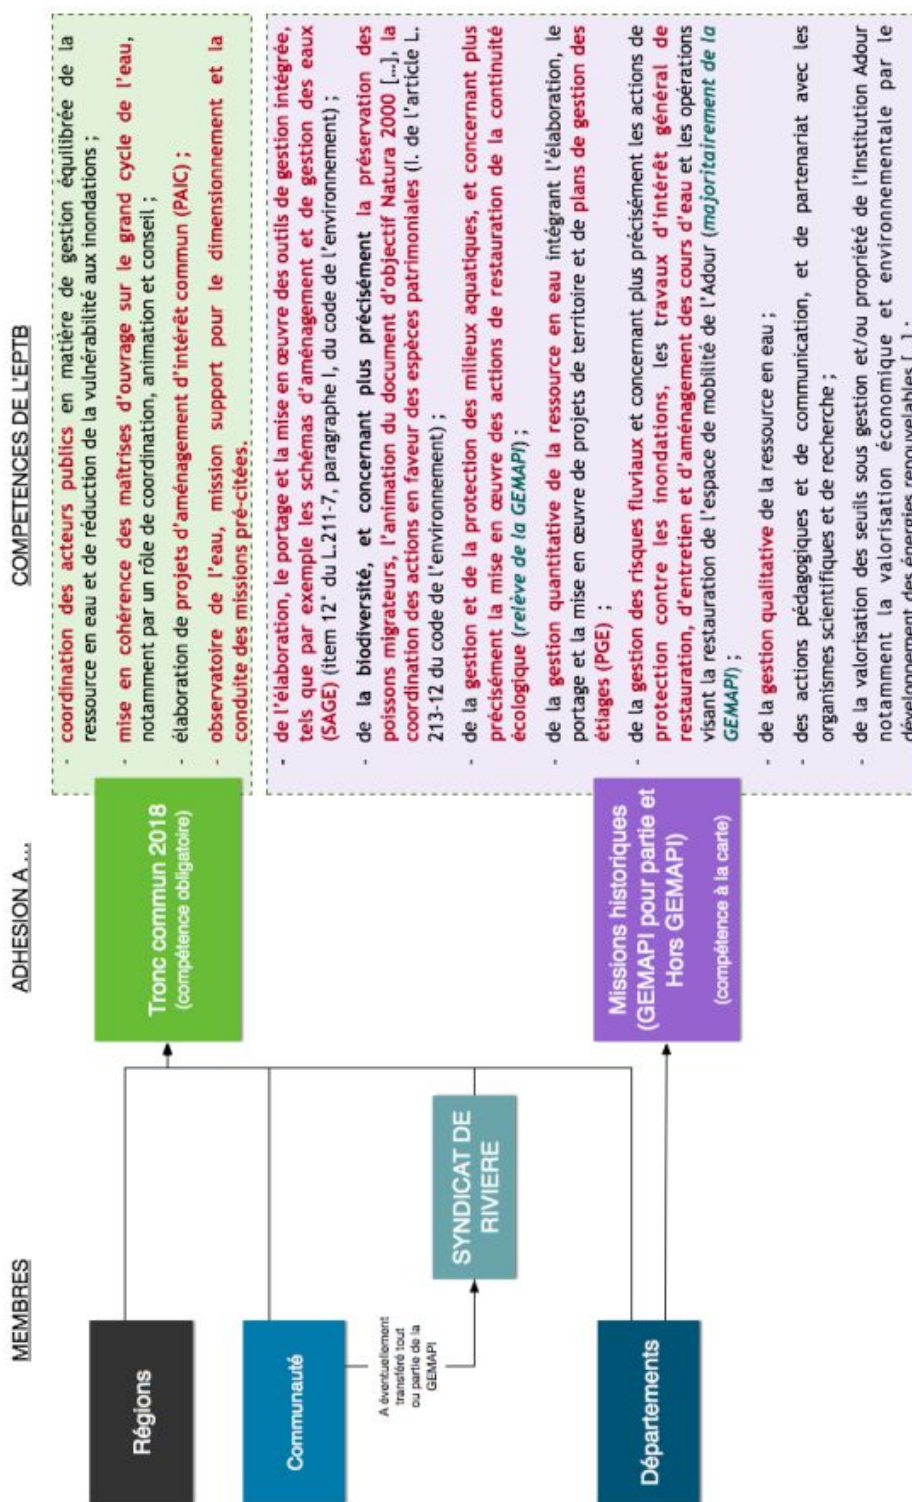 MEMBRES
ADHESION A ...
COMPETENCES DE L'EPTB
Régions
Communauté
A éventuellement
transféré tout
ou partie de la
GEMAPI
SYNDICAT DE
RIVIERE
Départements
Tronc commun 2018
(compétence obligatoire)
Missions historiques
(GEMAPI pour partie et
Hors GEMAPI)
(compétence à la carte)
- coordination des acteurs publics en matière de gestion équilibrée de la
ressource en eau et de réduction de la vulnérabilité aux inondations ;
- mise en cohérence des maîtrises d'ouvrage sur le grand cycle de l'eau,
notamment par un rôle de coordination, animation et conseil ;
- élaboration de projets d'aménagement d'intérêt commun (PAIC) ;
- observatoire de l'eau, mission support pour le dimensionnement et la
conduite des missions pré-citées.
- de l'élaboration, le portage et la mise en œuvre des outils de gestion intégrée,
tels que par exemple les schémas d'aménagement et de gestion des eaux
(SAGE) (item 12° du L.211-7, paragraphe I, du code de l'environnement) ;
- de la biodiversité, et concernant plus précisément la préservation des
poissons migrateurs, l'animation du document d'objectif Natura 2000 [...], la
coordination des actions en faveur des espèces patrimoniales (I. de l'article L.
213-12 du code de l'environnement) ;
- de la gestion et de la protection des milieux aquatiques, et concernant plus
précisément la mise en œuvre des actions de restauration de la continuité
écologique (relève de la GEMAPI) ;
- de la gestion quantitative de la ressource en eau intégrant l'élaboration, le
portage et la mise en œuvre de projets de territoire et de plans de gestion des
étiages (PGE) ;
- de la gestion des risques fluviaux et concernant plus précisément les actions de
protection contre les inondations, les travaux d'intérêt général de
restauration, d'entretien et d'aménagement des cours d'eau et les opérations
visant la restauration de l'espace de mobilité de l'Adour (majoritairement de la
GEMAPI) ;
- de la gestion qualitative de la ressource en eau ;
- des actions pédagogiques et de communication, et de partenariat avec les
organismes scientifiques et de recherche ;
- de la valorisation des seuils sous gestion et/ou propriété de l'Institution Adour
notamment la valorisation économique et environnementale par le
développement des énergies renouvelables [...].